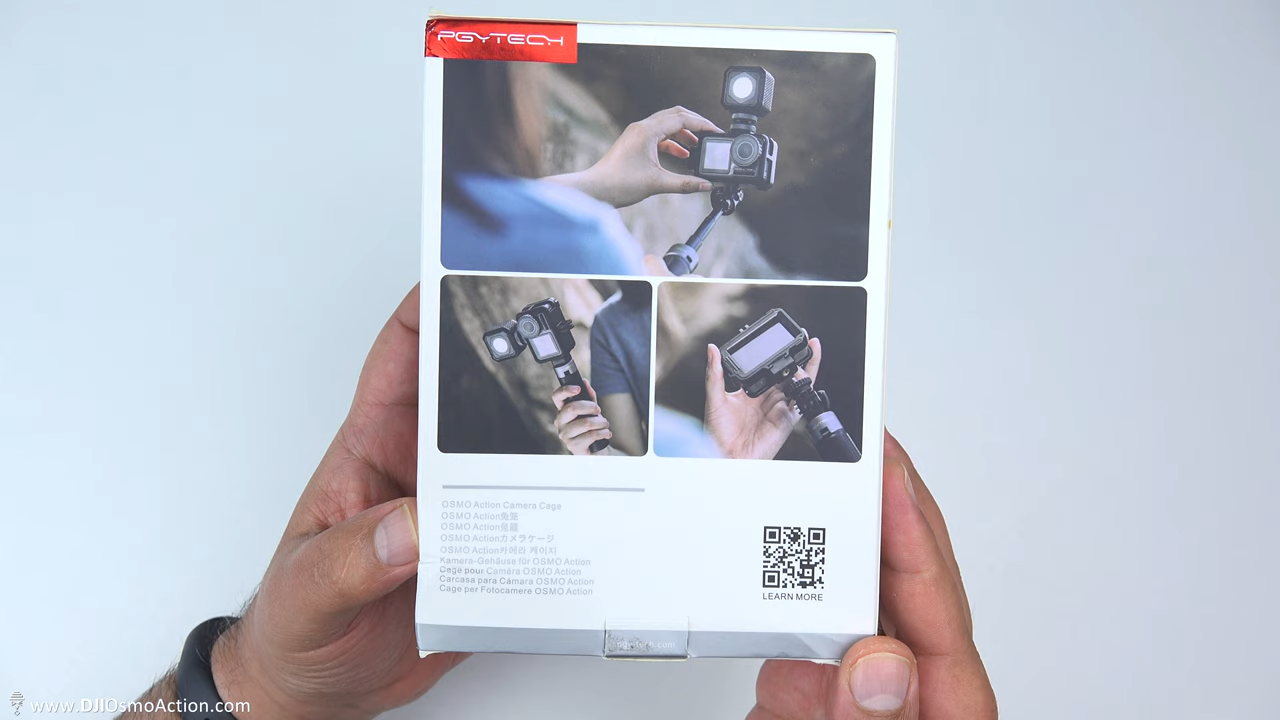 PGYTECH
OSMO Action Camera Cage
OSMO Action兔笼
OSMO Action兔籠
OSMO Actionカメラケージ
OSMO Action카메라 케이지
Kamera-Gehäuse für OSMO Action
Cage pour Caméra OSMO Action
Carcasa para Cámara OSMO Action
Cage per Fotocamere OSMO Action
LEARN MORE
pgytech.com
www.DJIOsmoAction.com